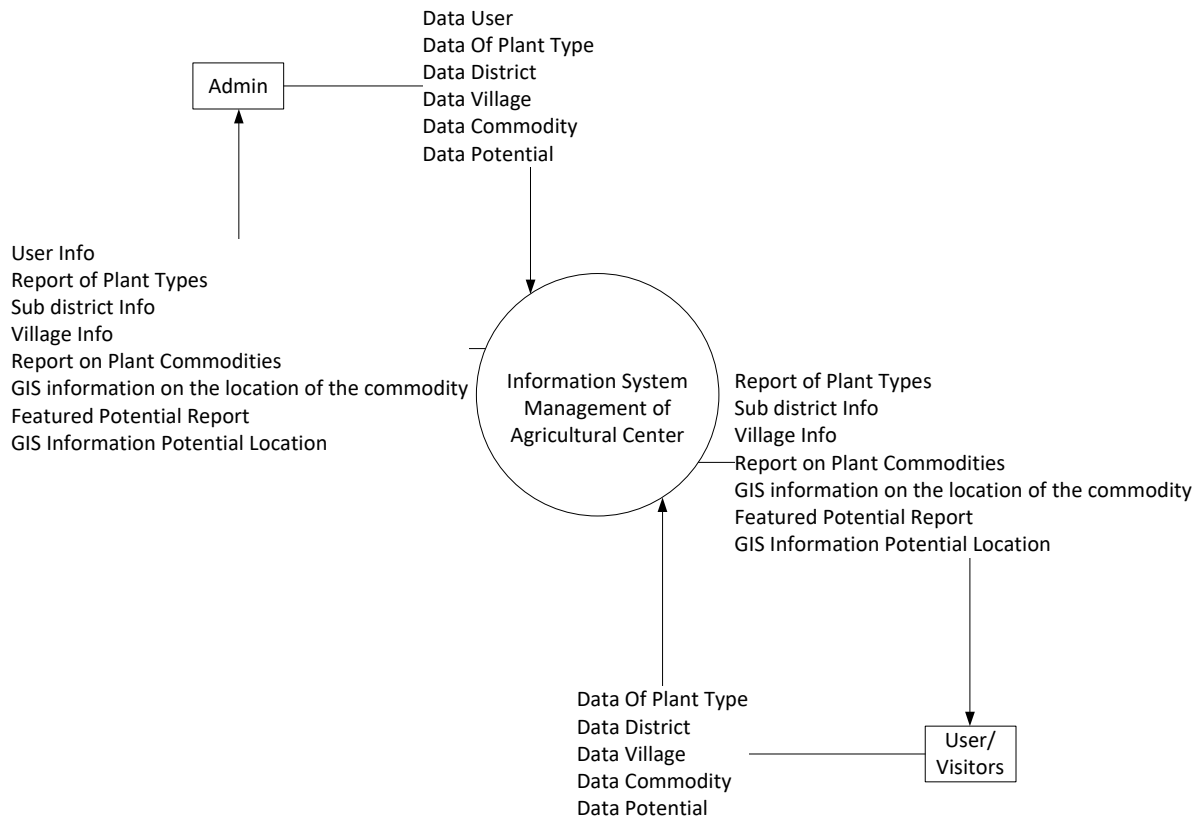 Data User
Data Of Plant Type
Data District
Data Village
Data Commodity
Data Potential
Admin
User Info
Report of Plant Types
Sub district Info
Village Info
Report on Plant Commodities
GIS information on the location of the commodity
Featured Potential Report
GIS Information Potential Location
Information System
Management of
Agricultural Center
Report of Plant Types
Sub district Info
Village Info
Report on Plant Commodities
GIS information on the location of the commodity
Featured Potential Report
GIS Information Potential Location
Data Of Plant Type
Data District
Data Village
Data Commodity
Data Potential
User/
Visitors